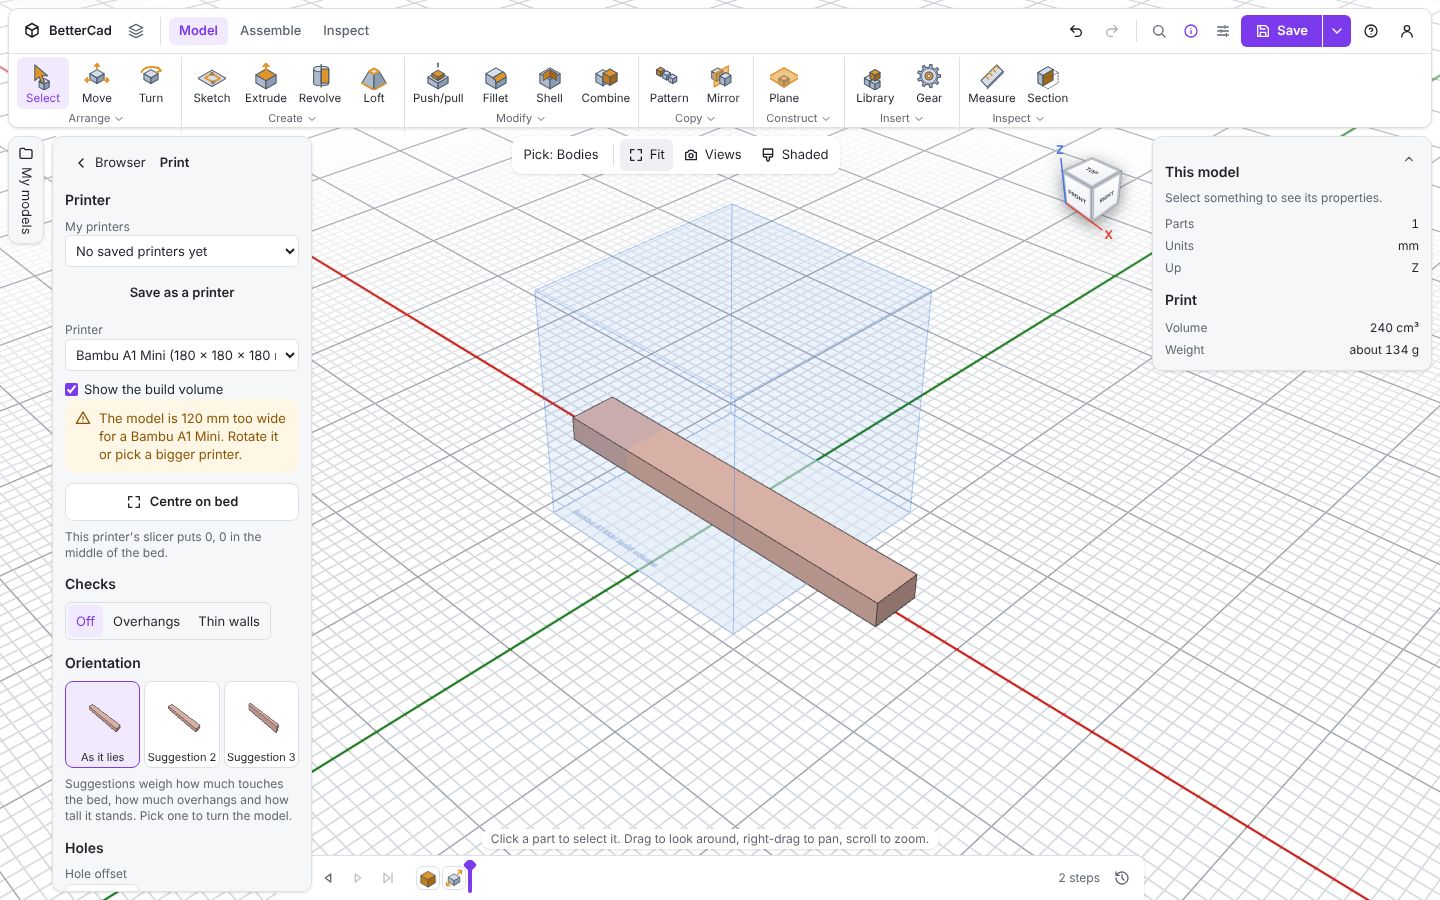 BetterCad
Model
Assemble
Inspect
Save
Select
Move
Turn
Sketch
Extrude
Revolve
Loft
Push/pull
Fillet
Shell
Combine
Pattern
Mirror
Plane
Library
Gear
Measure
Section
Arrange
Create
Modify
Copy
Construct
Insert
Inspect
My models
Browser
Print
Printer
My printers
No saved printers yet
Save as a printer
Printer
Bambu A1 Mini (180 × 180 × 180
Show the build volume
The model is 120 mm too wide
for a Bambu A1 Mini. Rotate it
or pick a bigger printer.
Centre on bed
This printer's slicer puts 0, 0 in the
middle of the bed.
Checks
Off
Overhangs
Thin walls
Orientation
As it lies
Suggestion 2
Suggestion 3
Suggestions weigh how much touches
the bed, how much overhangs and how
tall it stands. Pick one to turn the model.
Holes
Hole offset
Pick: Bodies
Fit
Views
Shaded
Z
TOP
FRONT
RIGHT
X
Bambu A1 Mini build volume
This model
Select something to see its properties.
Parts 1
Units mm
Up Z
Print
Volume 240 cm³
Weight about 134 g
Click a part to select it. Drag to look around, right-drag to pan, scroll to zoom.
2 steps